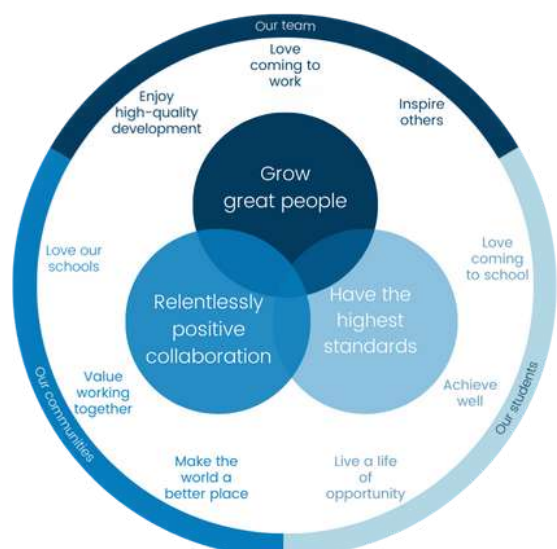 Our team
Love
coming to
work
Enjoy
high-quality
development
Inspire
others
Grow
great people
Love our
schools
Love
coming
to school
Relentlessly
positive
collaboration
Have the
highest
standards
Value
working
together
Achieve
well
Our communities
Our students
Make the
world a
better place
Live a life
of
opportunity